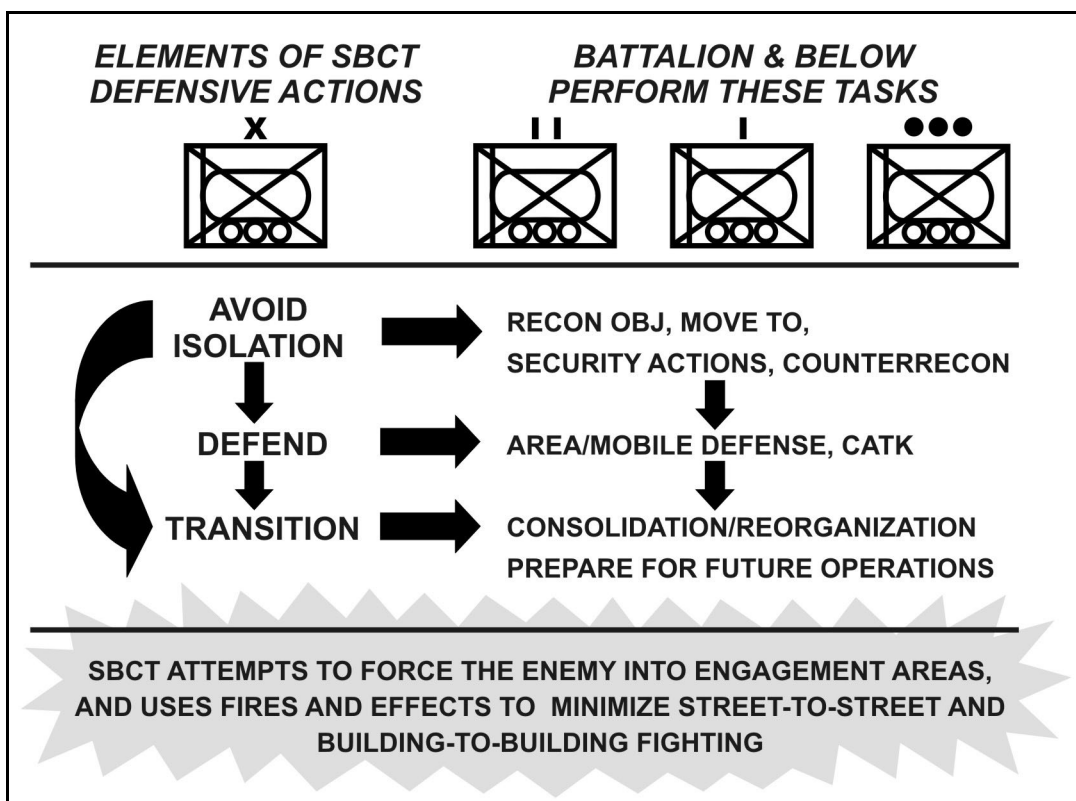 ELEMENTS OF SBCT
DEFENSIVE ACTIONS
BATTALION & BELOW
PERFORM THESE TASKS
X
I I
I
●●●
AVOID
ISOLATION
RECON OBJ, MOVE TO,
SECURITY ACTIONS, COUNTERRECON
DEFEND
AREA/MOBILE DEFENSE, CATK
TRANSITION
CONSOLIDATION/REORGANIZATION
PREPARE FOR FUTURE OPERATIONS
SBCT ATTEMPTS TO FORCE THE ENEMY INTO ENGAGEMENT AREAS,
AND USES FIRES AND EFFECTS TO MINIMIZE STREET-TO-STREET AND
BUILDING-TO-BUILDING FIGHTING